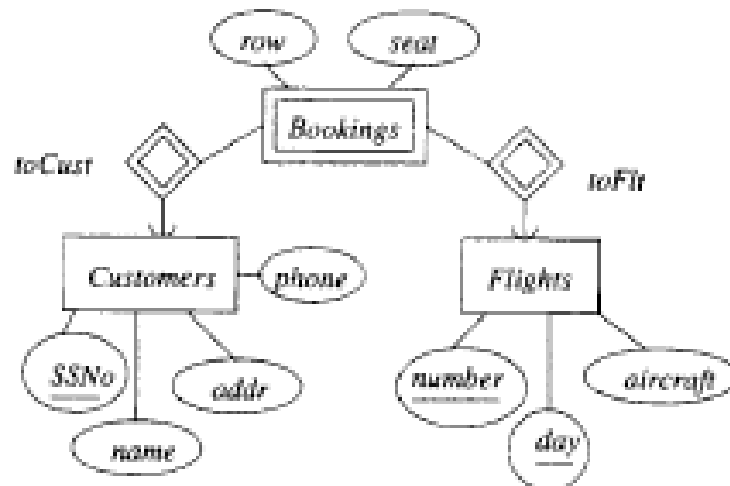 row
seat
Bookings
toCust
toFlt
Customers
phone
Flights
SSNo
addr
number
aircraft
name
day